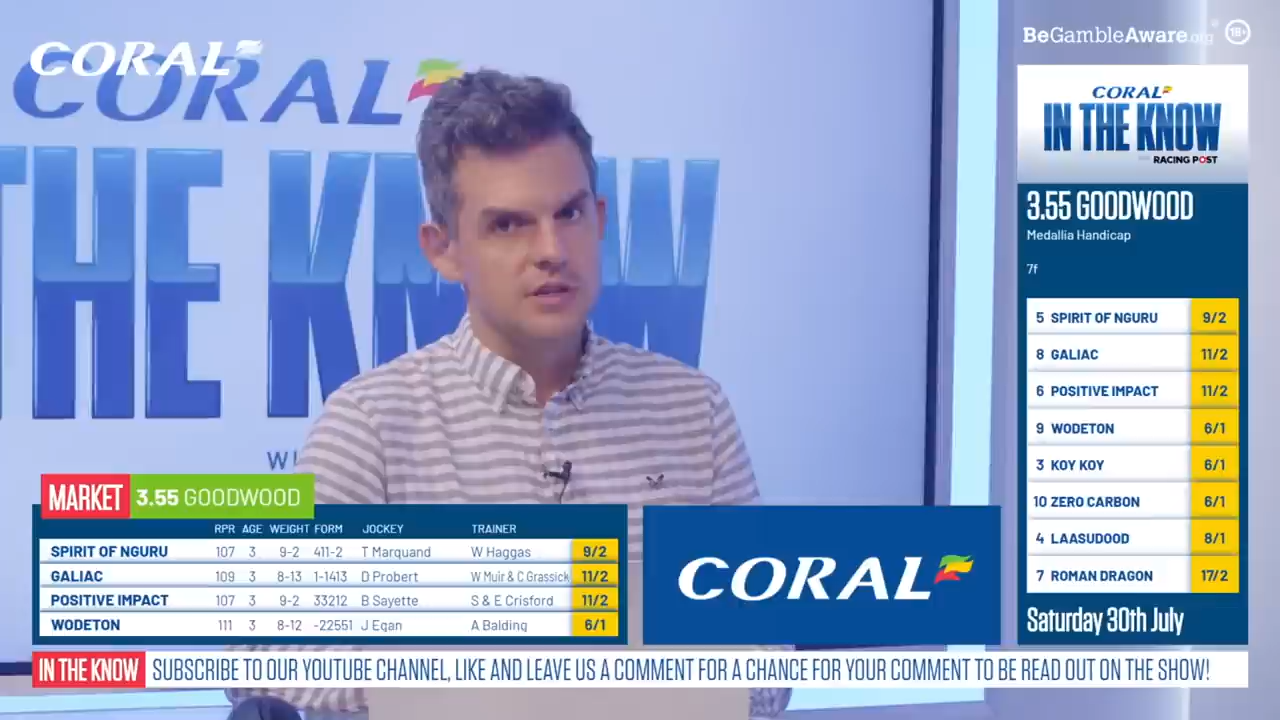 CORAL
CORAL
THE KNOW
WI
BeGambleAware.org 18+
CORAL
IN THE KNOW
RACING POST
3.55 GOODWOOD
Medallia Handicap
7f
5 SPIRIT OF NGURU 9/2
8 GALIAC 11/2
6 POSITIVE IMPACT 11/2
9 WODETON 6/1
3 KOY KOY 6/1
10 ZERO CARBON 6/1
4 LAASUDOOD 8/1
7 ROMAN DRAGON 17/2
Saturday 30th July
MARKET 3.55 GOODWOOD
RPR AGE WEIGHT FORM JOCKEY TRAINER
SPIRIT OF NGURU 107 3 9-2 411-2 T Marquand W Haggas 9/2
GALIAC 109 3 8-13 1-1413 D Probert W Muir & C Grassick 11/2
POSITIVE IMPACT 107 3 9-2 33212 B Sayette S & E Crisford 11/2
WODETON 111 3 8-12 -22551 J Egan A Balding 6/1
CORAL
IN THE KNOW SUBSCRIBE TO OUR YOUTUBE CHANNEL, LIKE AND LEAVE US A COMMENT FOR A CHANCE FOR YOUR COMMENT TO BE READ OUT ON THE SHOW!